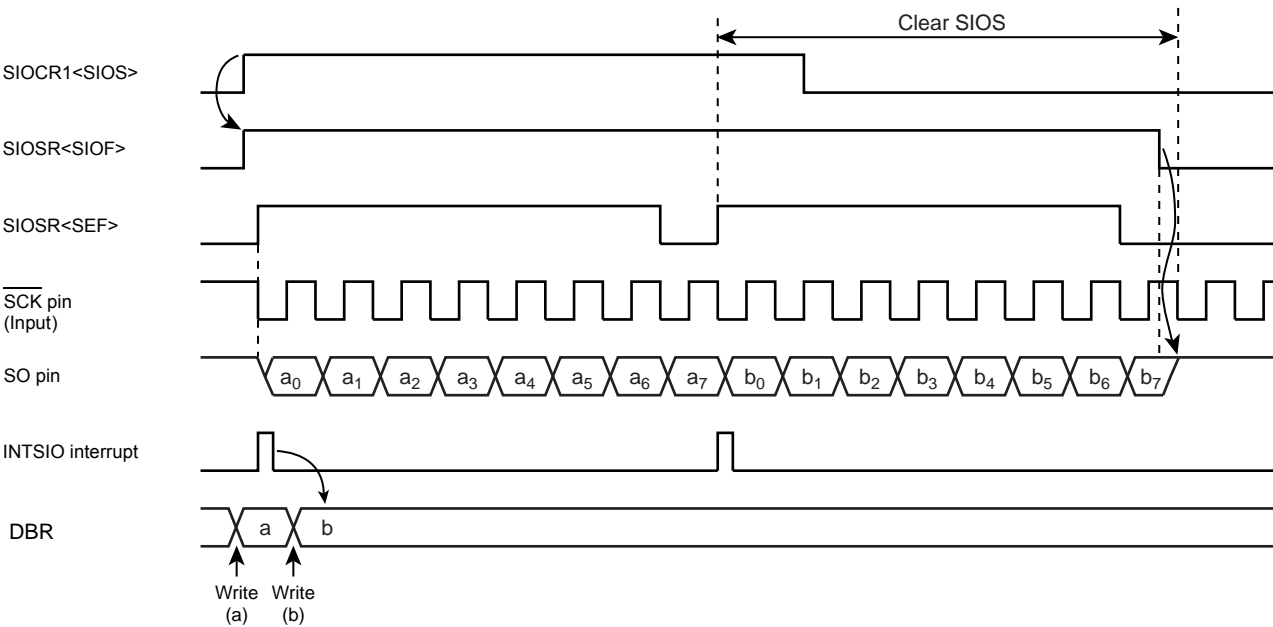 Clear SIOS
SIOCR1<SIOS>
SIOSR<SIOF>
SIOSR<SEF>
SCK pin
(Input)
SO pin
a0 a1 a2 a3 a4 a5 a6 a7 b0 b1 b2 b3 b4 b5 b6 b7
INTSIO interrupt
DBR
a b
Write Write
(a) (b)